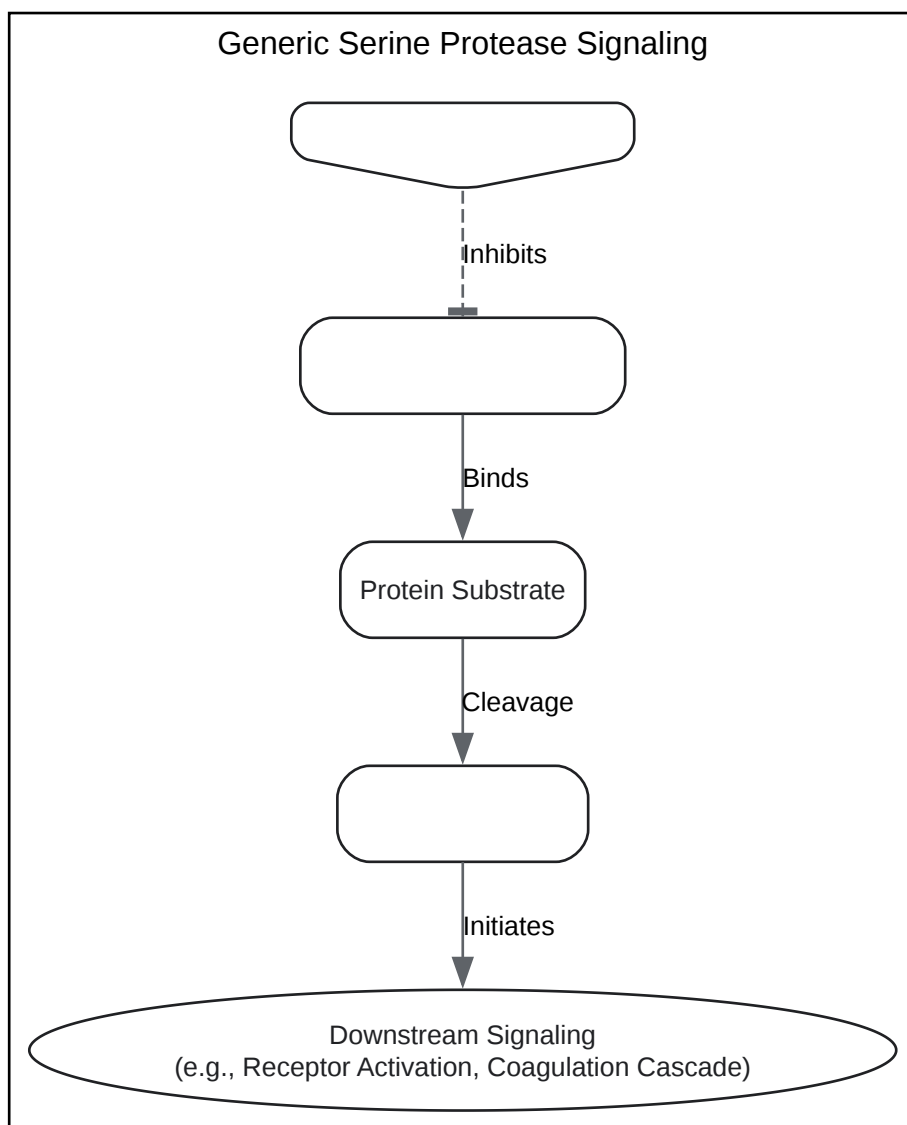 Generic Serine Protease Signaling
Inhibits
Binds
Protein Substrate
Cleavage
Initiates
Downstream Signaling
(e.g., Receptor Activation, Coagulation Cascade)